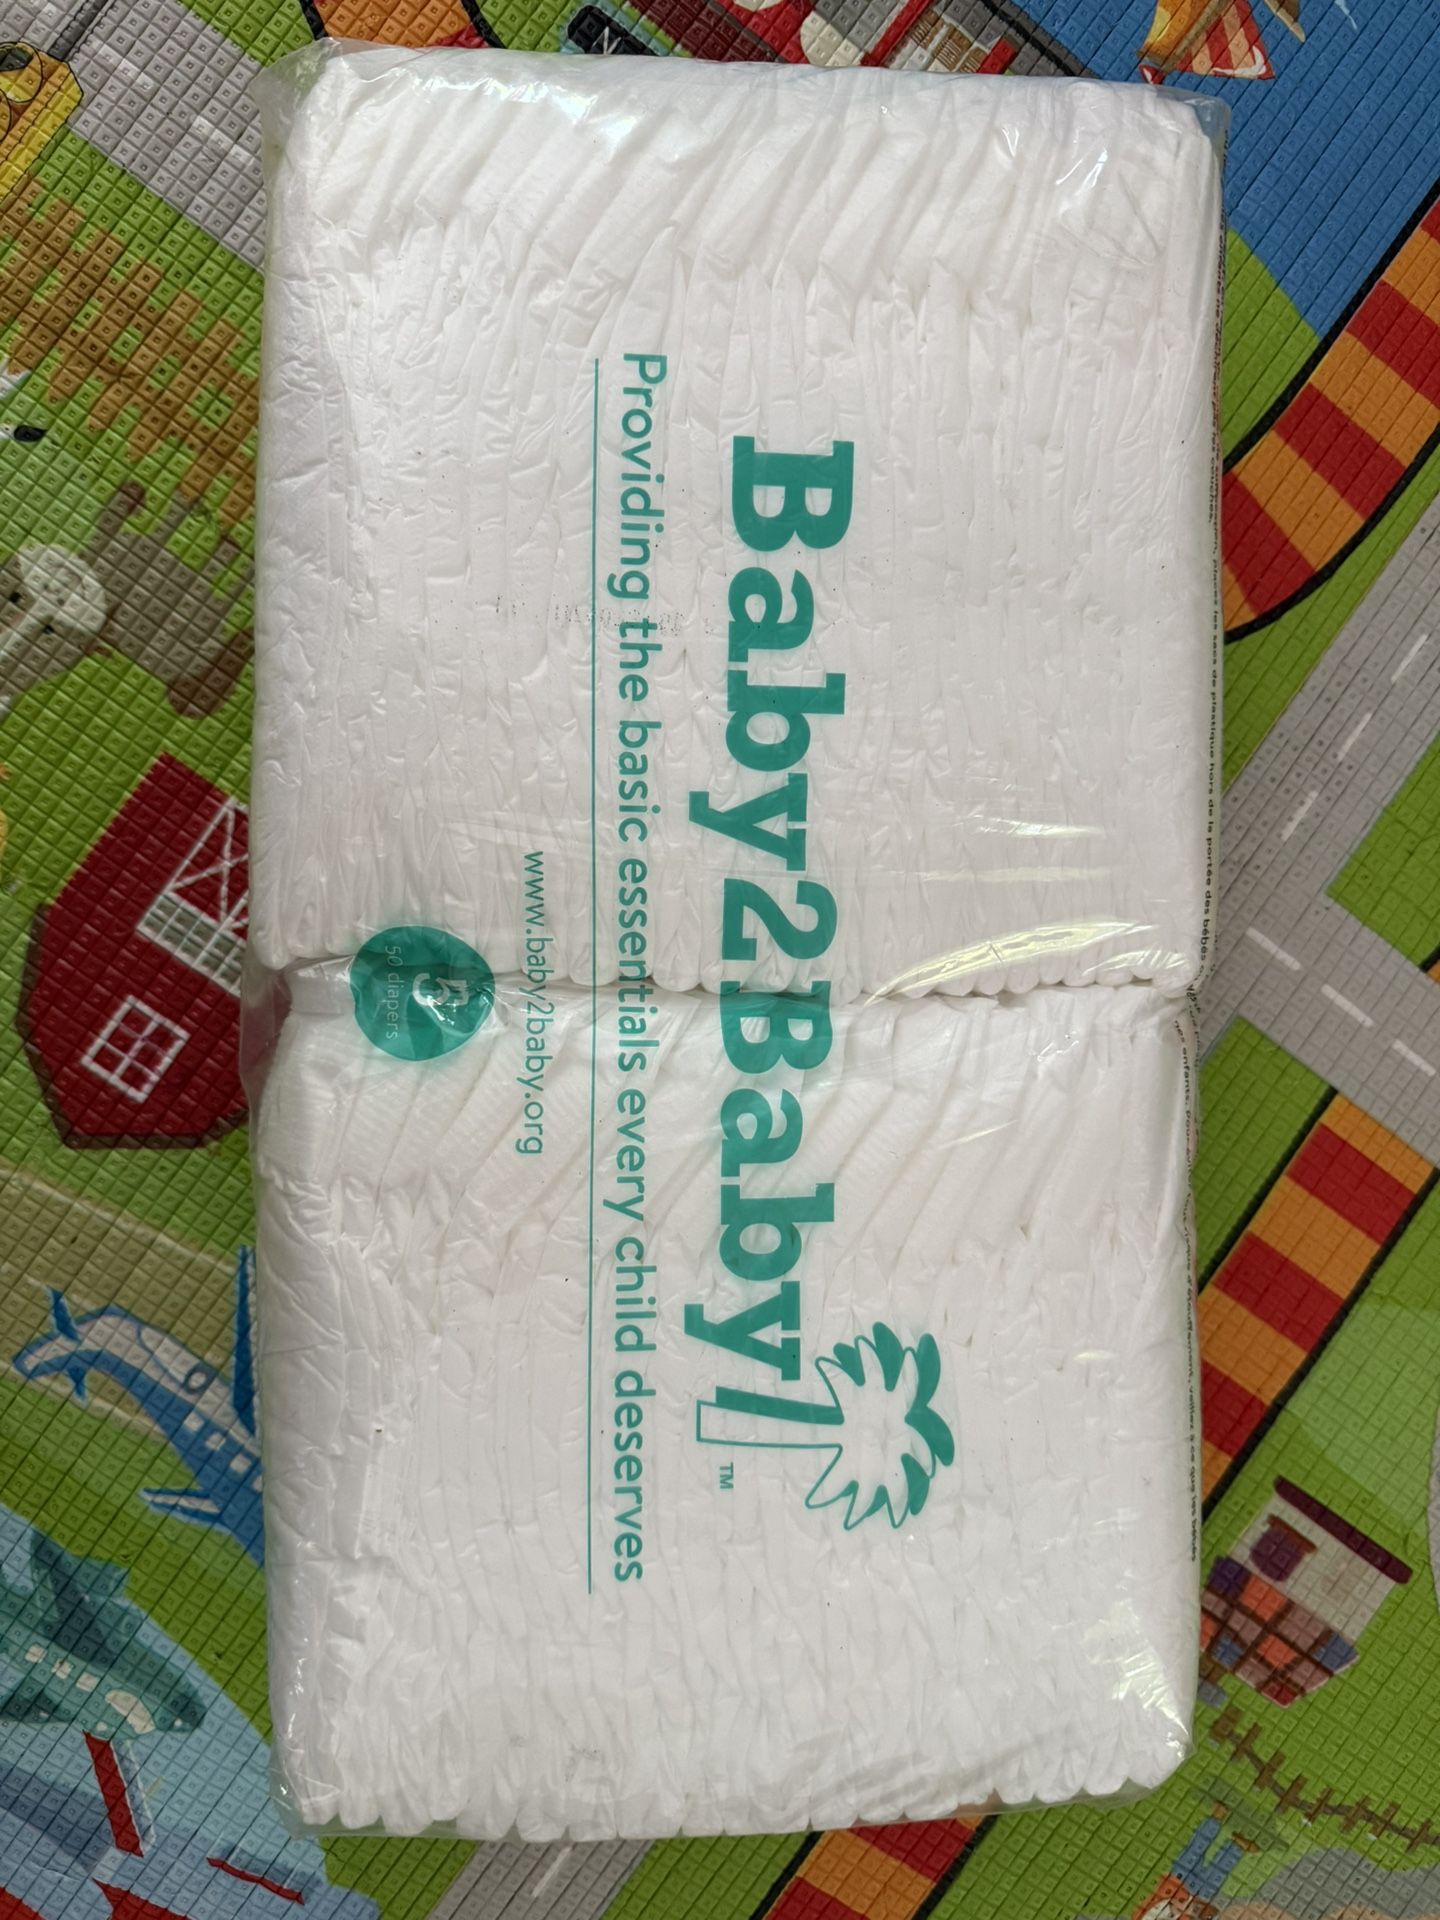 Baby2Baby
TM
Providing the basic essentials every child deserves
www.baby2baby.org
5
50 diapers